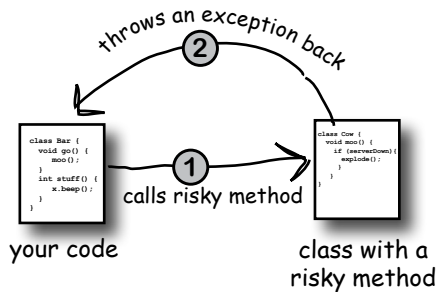 throws an exception back
2
class Bar {
void go() {
moo();
}
int stuff() {
x.beep();
}
}
1
calls risky method
class Cow {
void moo() {
if (serverDown){
explode();
}
}
}
your code
class with a
risky method